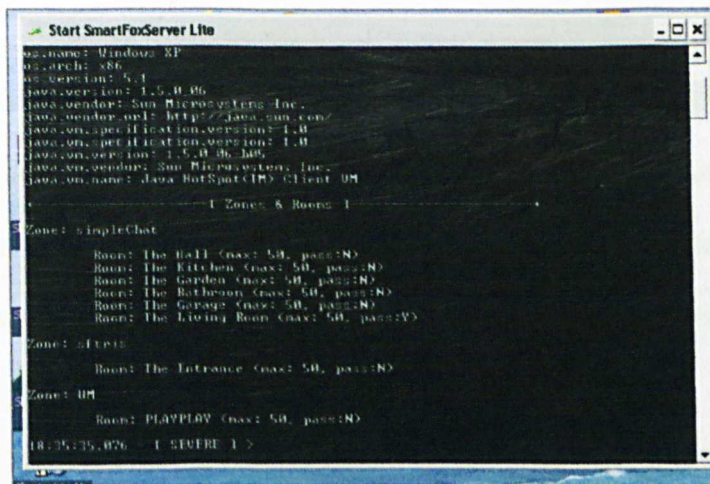 Start SmartFoxServer Lite
os.name: Windows XP
os.arch: x86
os.version: 5.1
java.version: 1.5.0_06
java.vendor: Sun Microsystems Inc.
java.vendor.url: http://java.sun.com/
java.vm.specification.version: 1.0
java.vm.specification.version: 1.0
java.vm.version: 1.5.0_06-b05
java.vm.vendor: Sun Microsystems Inc.
java.vm.name: Java HotSpot(TM) Client VM
[ Zones & Rooms ]
Zone: simpleChat
Room: The Hall (max: 50, pass:N)
Room: The Kitchen (max: 50, pass:N)
Room: The Garden (max: 50, pass:N)
Room: The Bathroom (max: 50, pass:N)
Room: The Garage (max: 50, pass:N)
Room: The Living Room (max: 50, pass:Y)
Zone: sftris
Room: The Entrance (max: 50, pass:N)
Zone: VM
Room: PLAYPLAY (max: 50, pass:N)
18:35:35.076 - [ SEVERE ] >